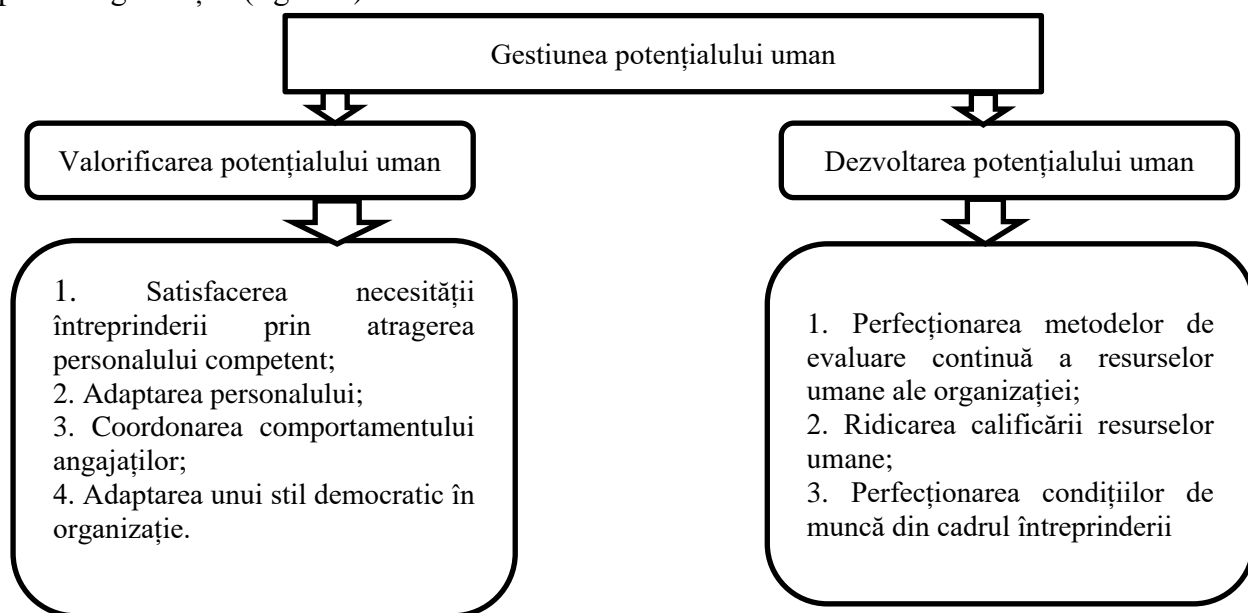 Gestiunea potențialului uman
Valorificarea potențialului uman
Dezvoltarea potențialului uman
1. Satisfacerea necesității
întreprinderii prin atragerea
personalului competent;
2. Adaptarea personalului;
3. Coordonarea comportamentului
angajaților;
4. Adaptarea unui stil democratic în
organizație.
1. Perfecționarea metodelor de
evaluare continuă a resurselor
umane ale organizației;
2. Ridicarea calificării resurselor
umane;
3. Perfecționarea condițiilor de
muncă din cadrul întreprinderii